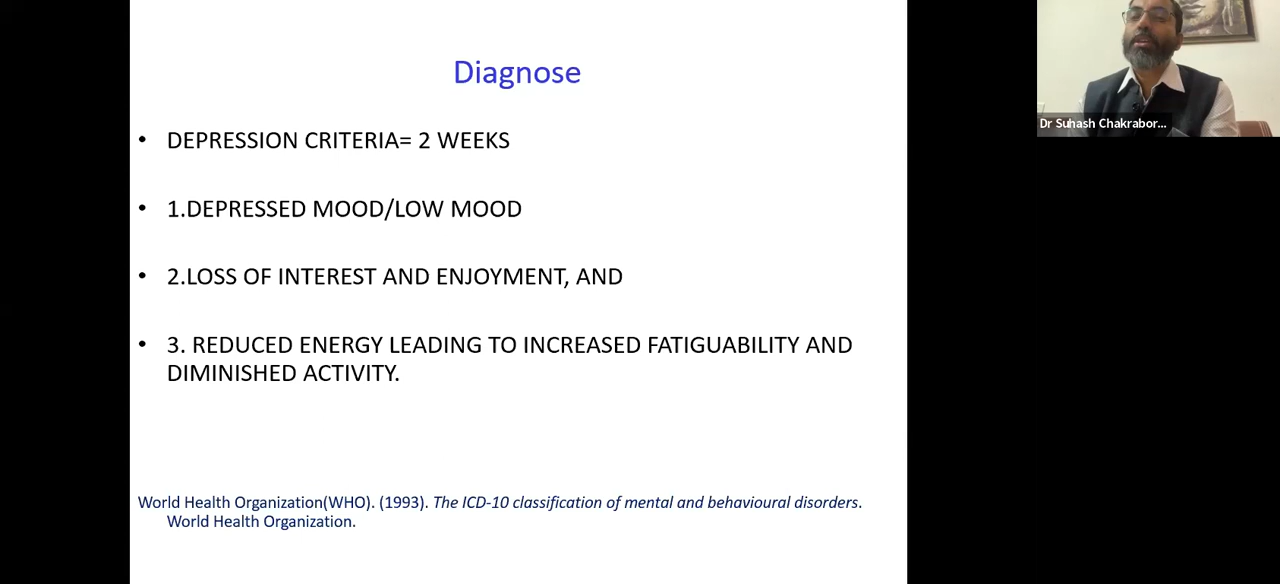 Diagnose
• DEPRESSION CRITERIA= 2 WEEKS
• 1.DEPRESSED MOOD/LOW MOOD
• 2.LOSS OF INTEREST AND ENJOYMENT, AND
• 3. REDUCED ENERGY LEADING TO INCREASED FATIGUABILITY AND
DIMINISHED ACTIVITY.
World Health Organization(WHO). (1993). The ICD-10 classification of mental and behavioural disorders.
World Health Organization.
Dr Suhash Chakrabor...